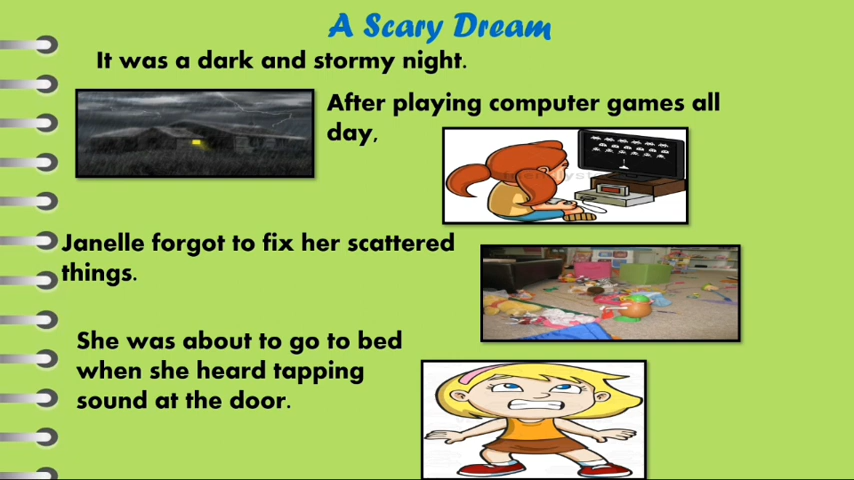 A Scary Dream
It was a dark and stormy night.
After playing computer games all
day,
Janelle forgot to fix her scattered
things.
She was about to go to bed
when she heard tapping
sound at the door.